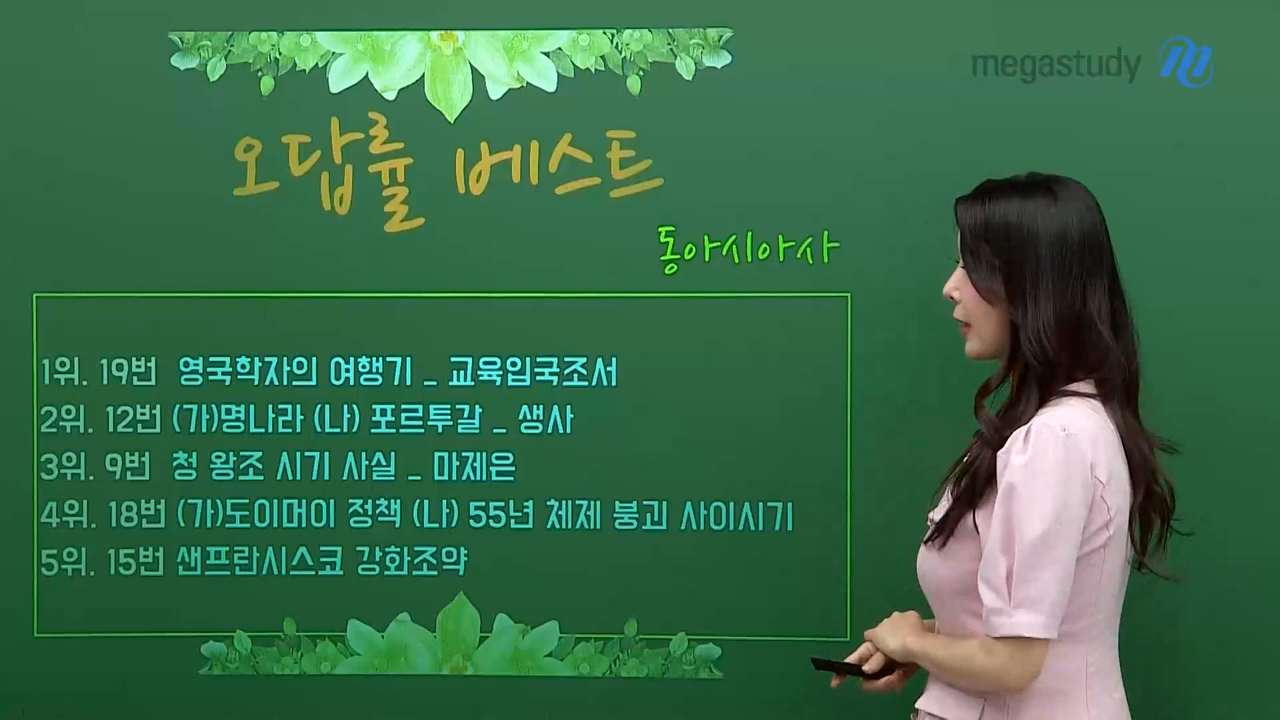 megastudy
오답률 베스트
동아시아사
1위. 19번 영국학자의 여행기 _ 교육입국조서
2위. 12번 (가)명나라 (나) 포르투갈 _ 생사
3위. 9번 청 왕조 시기 사실 _ 마제은
4위. 18번 (가)도이머이 정책 (나) 55년 체제 붕괴 사이시기
5위. 15번 샌프란시스코 강화조약